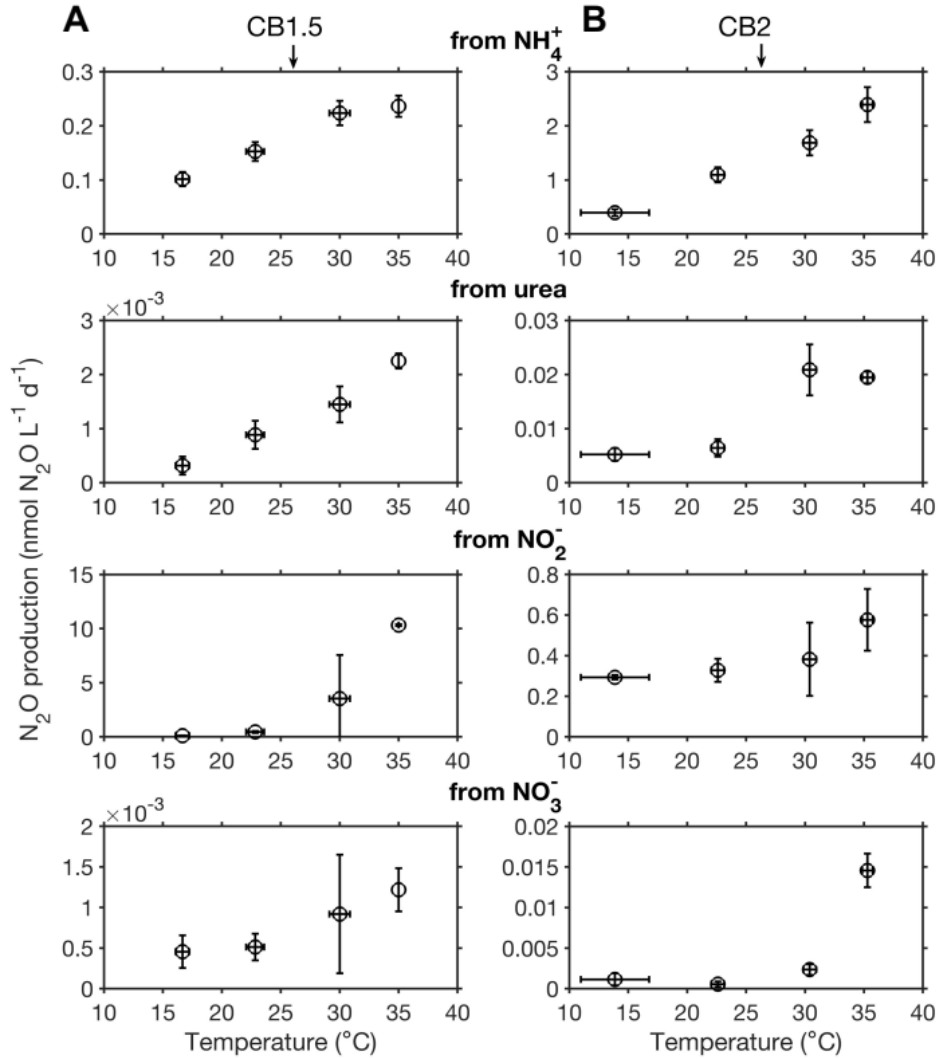 A CB1.5 B CB2
from NH₄⁺
0.3 3
0.2 2
0.1 1
0 0
10 15 20 25 30 35 40 10 15 20 25 30 35 40
from urea
×10⁻³
3 0.03
2 0.02
1 0.01
0 0
10 15 20 25 30 35 40 10 15 20 25 30 35 40
N₂O production (nmol N₂O L⁻¹ d⁻¹)
from NO₂⁻
15 0.8
10 0.6
5 0.4
0.2
0 0
10 15 20 25 30 35 40 10 15 20 25 30 35 40
from NO₃⁻
×10⁻³
2 0.02
1.5 0.015
1 0.01
0.5 0.005
0 0
10 15 20 25 30 35 40 10 15 20 25 30 35 40
Temperature (°C) Temperature (°C)